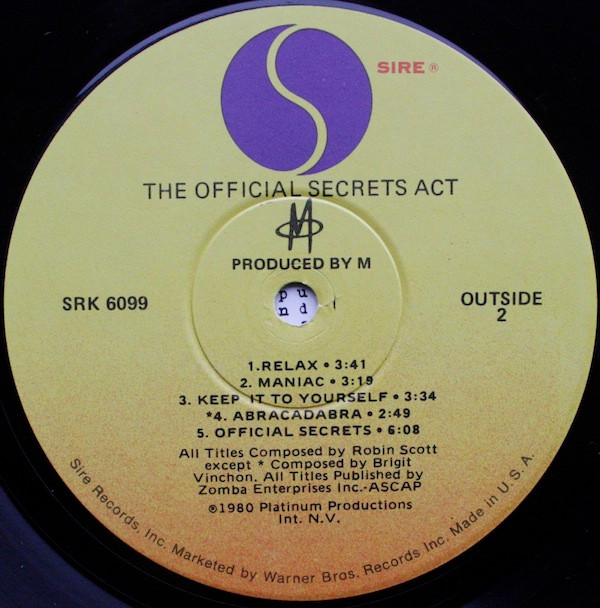 SIRE ®
THE OFFICIAL SECRETS ACT
M
PRODUCED BY M
SRK 6099
OUTSIDE
2
pu
nd
1.RELAX • 3:41
2. MANIAC • 3:19
3. KEEP IT TO YOURSELF • 3:34
*4. ABRACADABRA • 2:49
5. OFFICIAL SECRETS • 6:08
All Titles Composed by Robin Scott
except * Composed by Brigit
Vinchon. All Titles Published by
Zomba Enterprises Inc.-ASCAP
℗1980 Platinum Productions
Int. N.V.
Sire Records, Inc. Marketed by Warner Bros. Records Inc. Made in U.S.A.